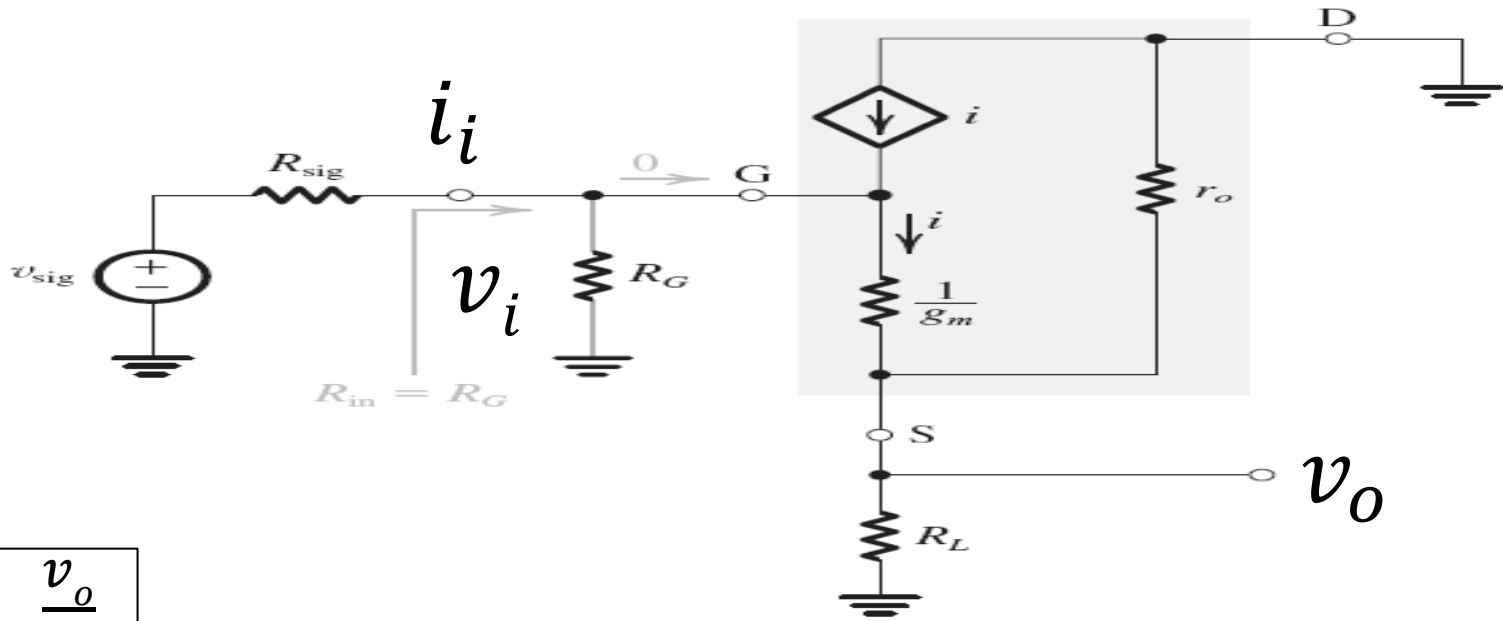 D
i_i
i
R_sig
0
G
r_o
i
v_sig
+
−
v_i
R_G
1
g_m
R_in = R_G
S
v_o
R_L
v_o